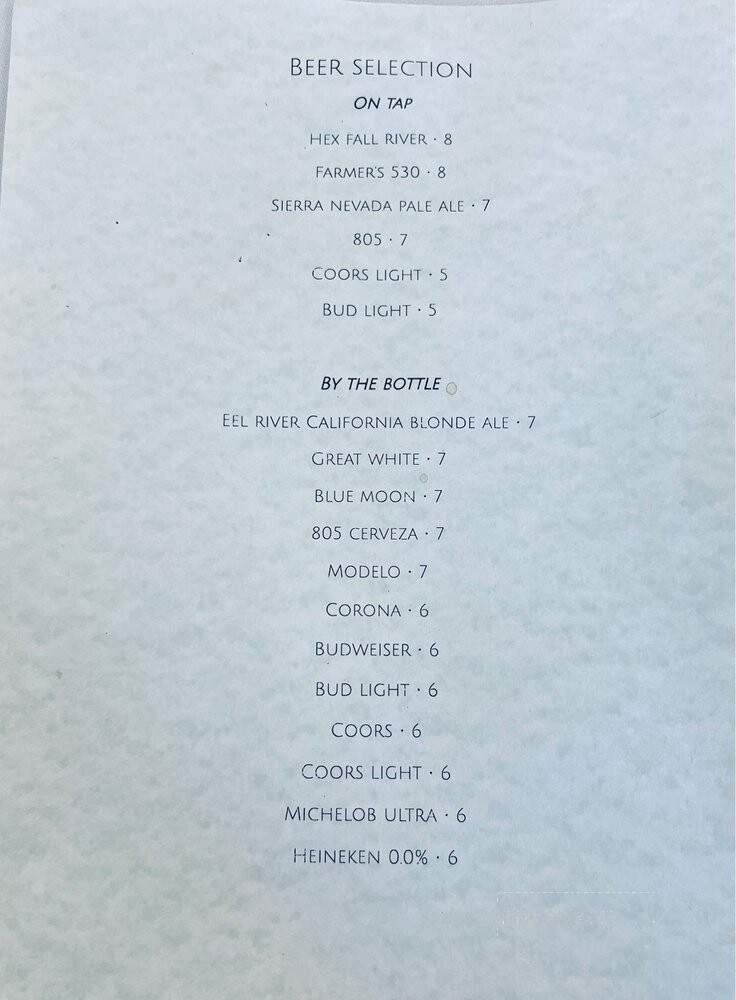 Beer selection
On tap
Hex Fall River · 8
Farmer's 530 · 8
Sierra Nevada Pale Ale · 7
805 · 7
Coors Light · 5
Bud Light · 5
By the bottle
Eel River California Blonde Ale · 7
Great White · 7
Blue Moon · 7
805 Cerveza · 7
Modelo · 7
Corona · 6
Budweiser · 6
Bud Light · 6
Coors · 6
Coors Light · 6
Michelob Ultra · 6
Heineken 0.0% · 6